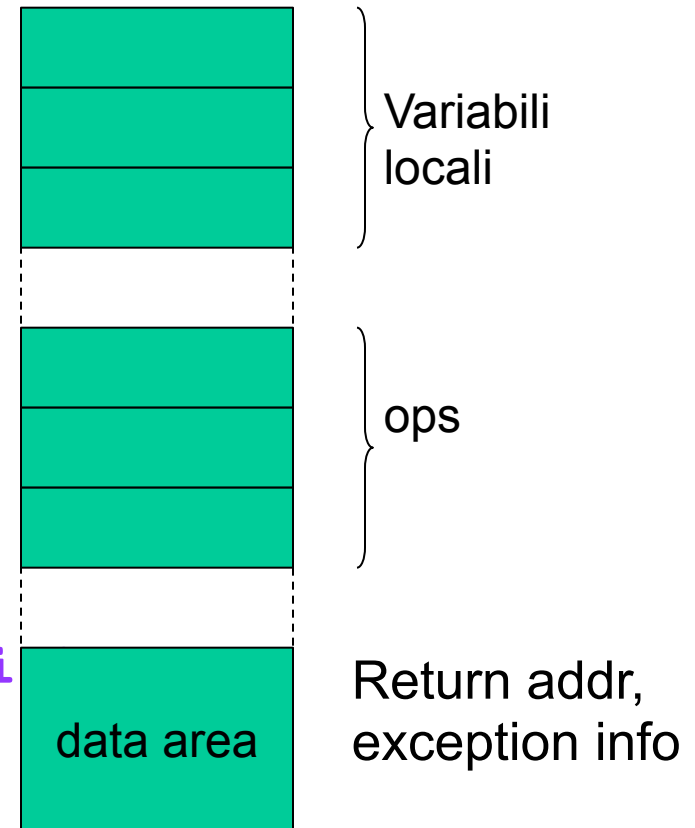 Variabili
locali
ops
i
data area
Return addr,
exception info